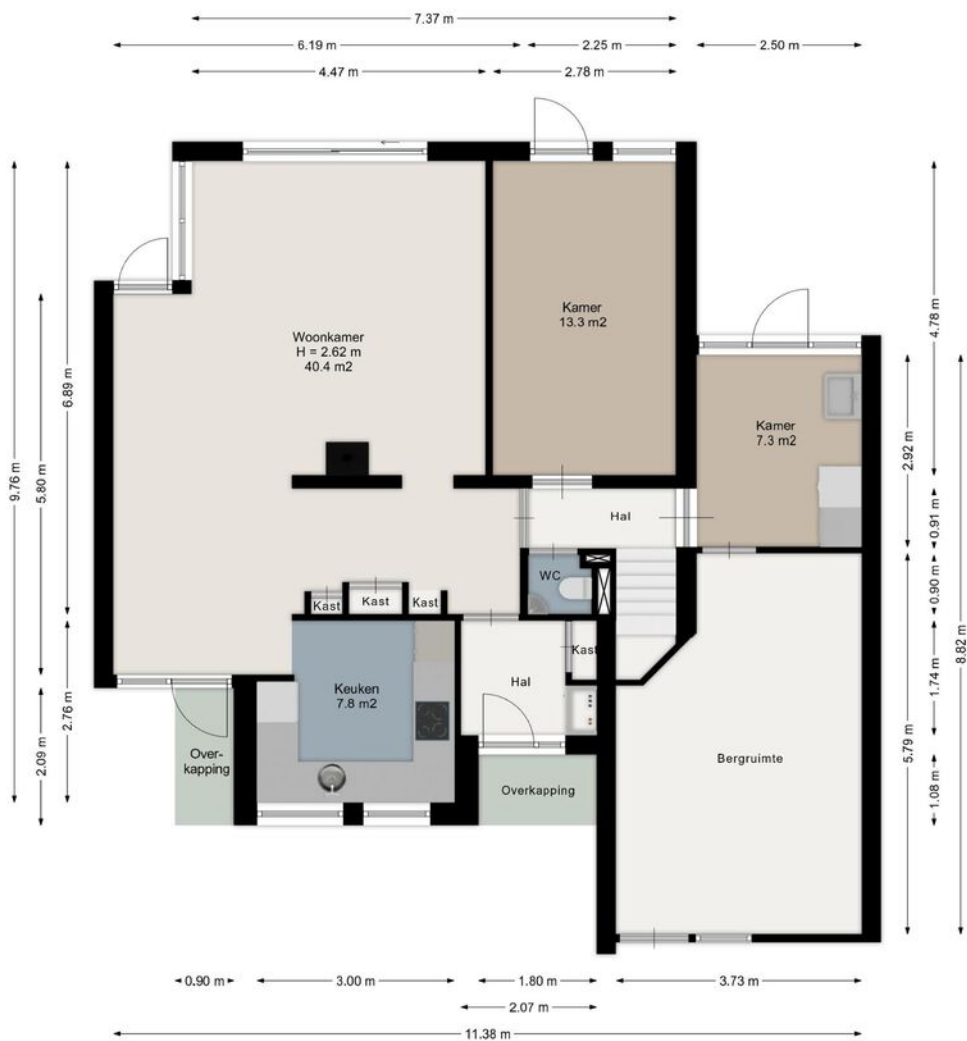 7.37 m
6.19 m
2.25 m
2.50 m
4.47 m
2.78 m
9.76 m
6.89 m
5.80 m
2.76 m
2.09 m
Woonkamer
H = 2.62 m
40.4 m2
Kamer
13.3 m2
Kamer
7.3 m2
Hal
WC
Kast
Kast
Kast
Kast
Hal
Keuken
7.8 m2
Over-
kapping
Overkapping
Bergruimte
4.78 m
2.92 m
0.91 m
0.90 m
1.74 m
8.82 m
5.79 m
1.08 m
0.90 m
3.00 m
1.80 m
3.73 m
2.07 m
11.38 m